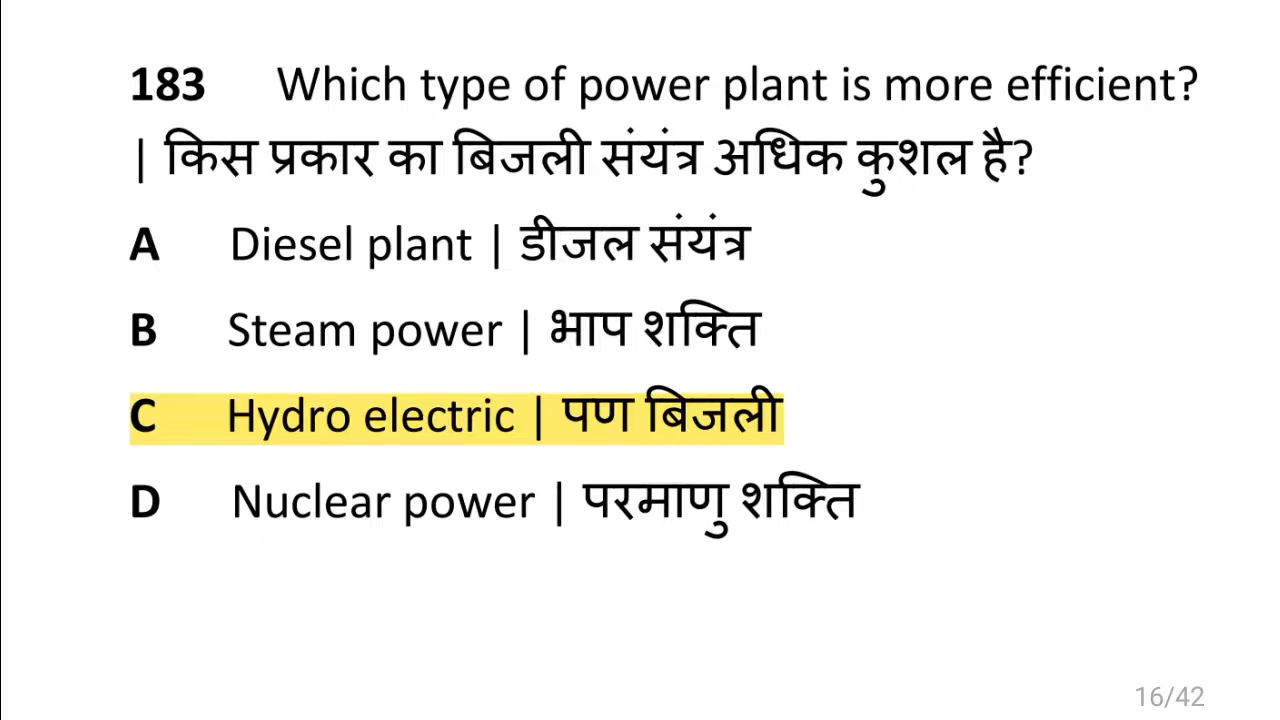 183 Which type of power plant is more efficient?
| किस प्रकार का बिजली संयंत्र अधिक कुशल है?
A Diesel plant | डीजल संयंत्र
B Steam power | भाप शक्ति
C Hydro electric | पण बिजली
D Nuclear power | परमाणु शक्ति
16/42